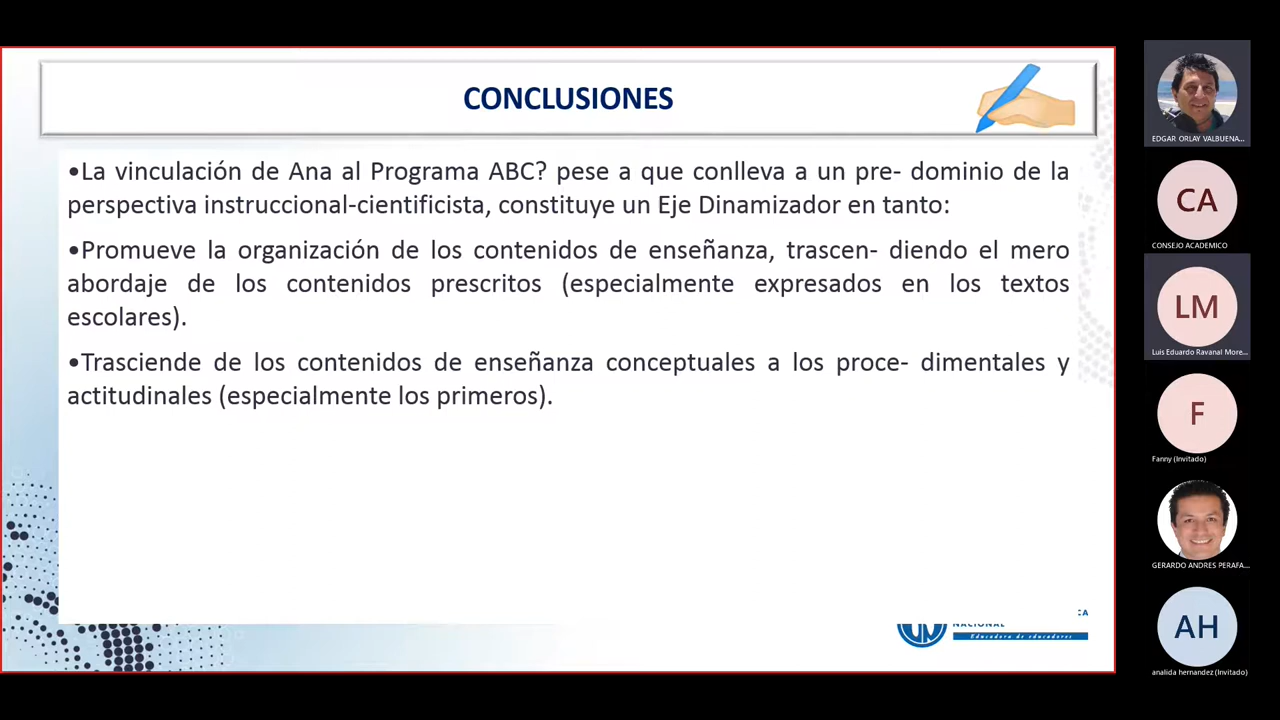 CONCLUSIONES
•La vinculación de Ana al Programa ABC? pese a que conlleva a un pre- dominio de la
perspectiva instruccional-cientificista, constituye un Eje Dinamizador en tanto:
•Promueve la organización de los contenidos de enseñanza, trascen- diendo el mero
abordaje de los contenidos prescritos (especialmente expresados en los textos
escolares).
•Trasciende de los contenidos de enseñanza conceptuales a los proce- dimentales y
actitudinales (especialmente los primeros).
CA
NACIONAL
Educadora de educadores
EDGAR ORLAY VALBUENA...
CA
CONSEJO ACADEMICO
LM
Luis Eduardo Ravanal More...
F
Fanny (Invitado)
GERARDO ANDRES PERAFA...
AH
analida hernandez (Invitado)